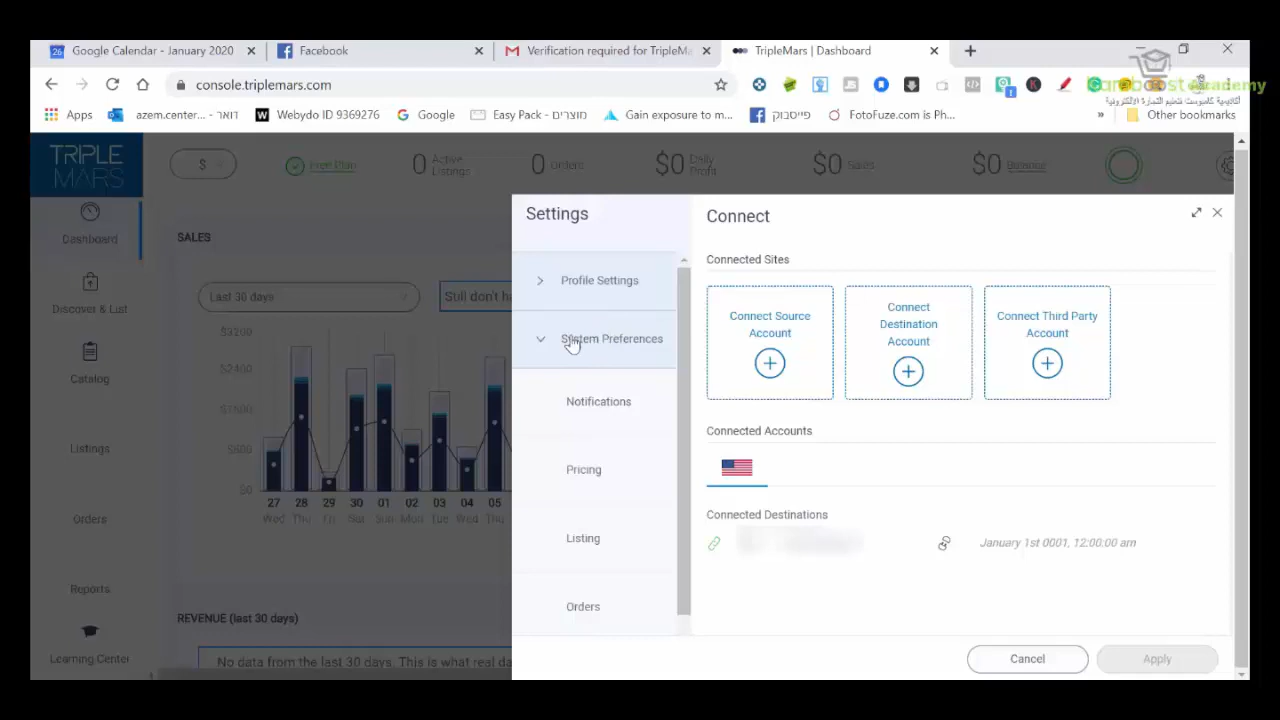 Google Calendar - January 2020
Facebook
Verification required for TripleMa
TripleMars | Dashboard
console.triplemars.com
Academy
أكاديمية كامبوست لتعليم التجارة الالكترونية
Apps
azem.center... - דואר
Webydo ID 9369276
Google
Easy Pack - מוצרים
Gain exposure to m...
פייסבוק
FotoFuze.com is Ph...
»
Other bookmarks
TRIPLE
MARS
$
Free Plan
0 Active Listings
0 Orders
$0 Daily Profit
$0 Sales
$0 Balance
Dashboard
Discover & List
Catalog
Listings
Orders
Reports
Learning Center
SALES
Last 30 days
Still don't ha
$3200
$2400
$1600
$800
$0
27 28 29 30 01 02 03 04 05
Wed Thu Fri Sat Sun Mon Tue Wed Thu
REVENUE (last 30 days)
No data from the last 30 days. This is what real da
Settings
Profile Settings
System Preferences
Notifications
Pricing
Listing
Orders
Connect
Connected Sites
Connect Source
Account
Connect
Destination
Account
Connect Third Party
Account
Connected Accounts
Connected Destinations
January 1st 0001, 12:00:00 am
Cancel
Apply